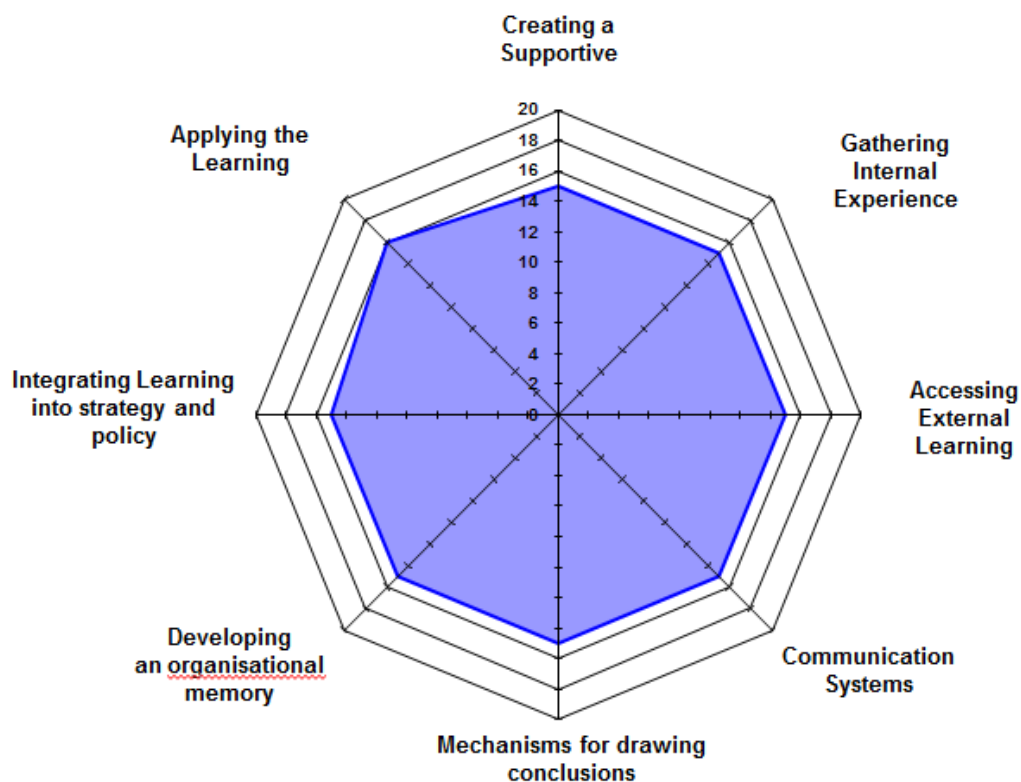 Creating a
Supportive
Gathering
Internal
Experience
Accessing
External
Learning
Communication
Systems
Mechanisms for drawing
conclusions
Developing
an organisational
memory
Integrating Learning
into strategy and
policy
Applying the
Learning
20
18
16
14
12
10
8
6
4
2
0